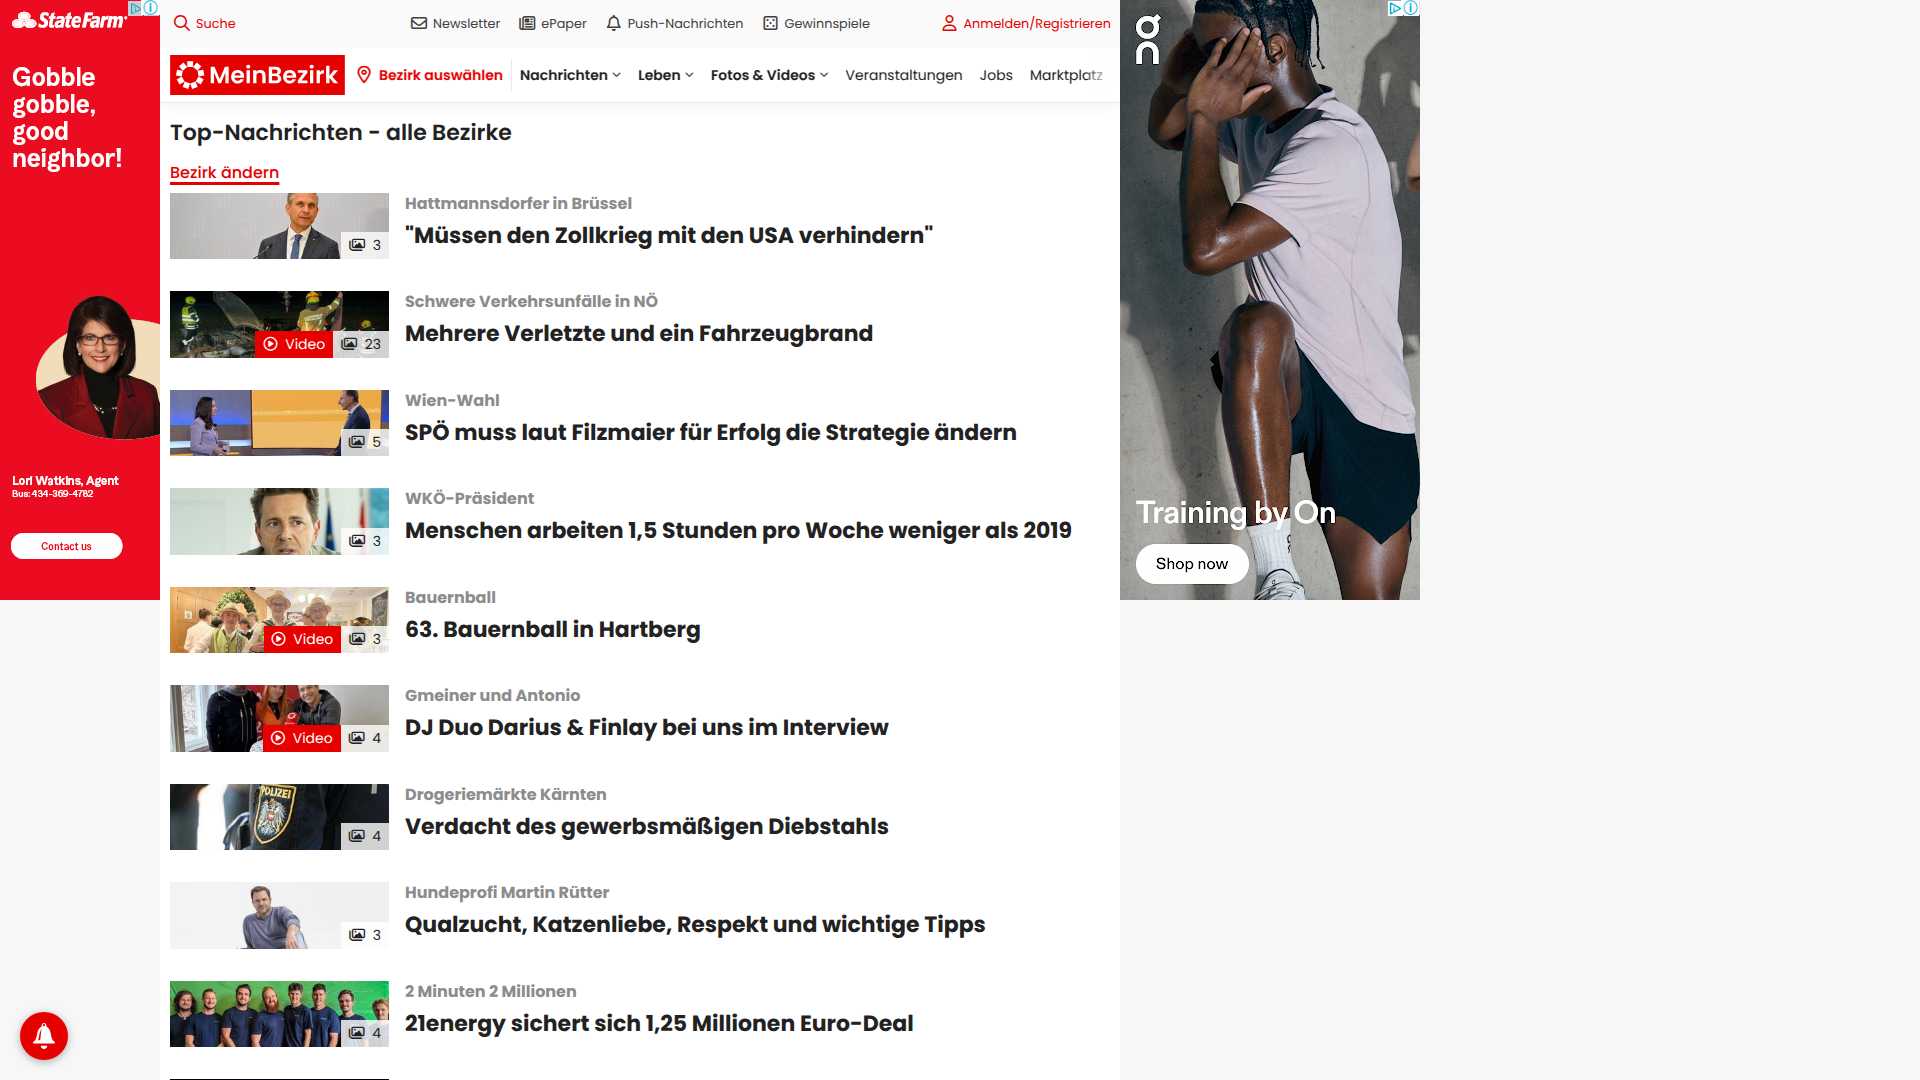 StateFarm
Gobble
gobble,
good
neighbor!
Lori Watkins, Agent
Bus: 434-369-4782
Contact us
Suche
Newsletter
ePaper
Push-Nachrichten
Gewinnspiele
Anmelden/Registrieren
MeinBezirk
Bezirk auswählen
Nachrichten
Leben
Fotos & Videos
Veranstaltungen
Jobs
Marktplatz
Top-Nachrichten - alle Bezirke
Bezirk ändern
3
Hattmannsdorfer in Brüssel
"Müssen den Zollkrieg mit den USA verhindern"
Video 23
Schwere Verkehrsunfälle in NÖ
Mehrere Verletzte und ein Fahrzeugbrand
5
Wien-Wahl
SPÖ muss laut Filzmaier für Erfolg die Strategie ändern
3
WKÖ-Präsident
Menschen arbeiten 1,5 Stunden pro Woche weniger als 2019
Video 3
Bauernball
63. Bauernball in Hartberg
Video 4
Gmeiner und Antonio
DJ Duo Darius & Finlay bei uns im Interview
POLIZEI
4
Drogeriemärkte Kärnten
Verdacht des gewerbsmäßigen Diebstahls
3
Hundeprofi Martin Rütter
Qualzucht, Katzenliebe, Respekt und wichtige Tipps
4
2 Minuten 2 Millionen
21energy sichert sich 1,25 Millionen Euro-Deal
On
Training by On
Shop now